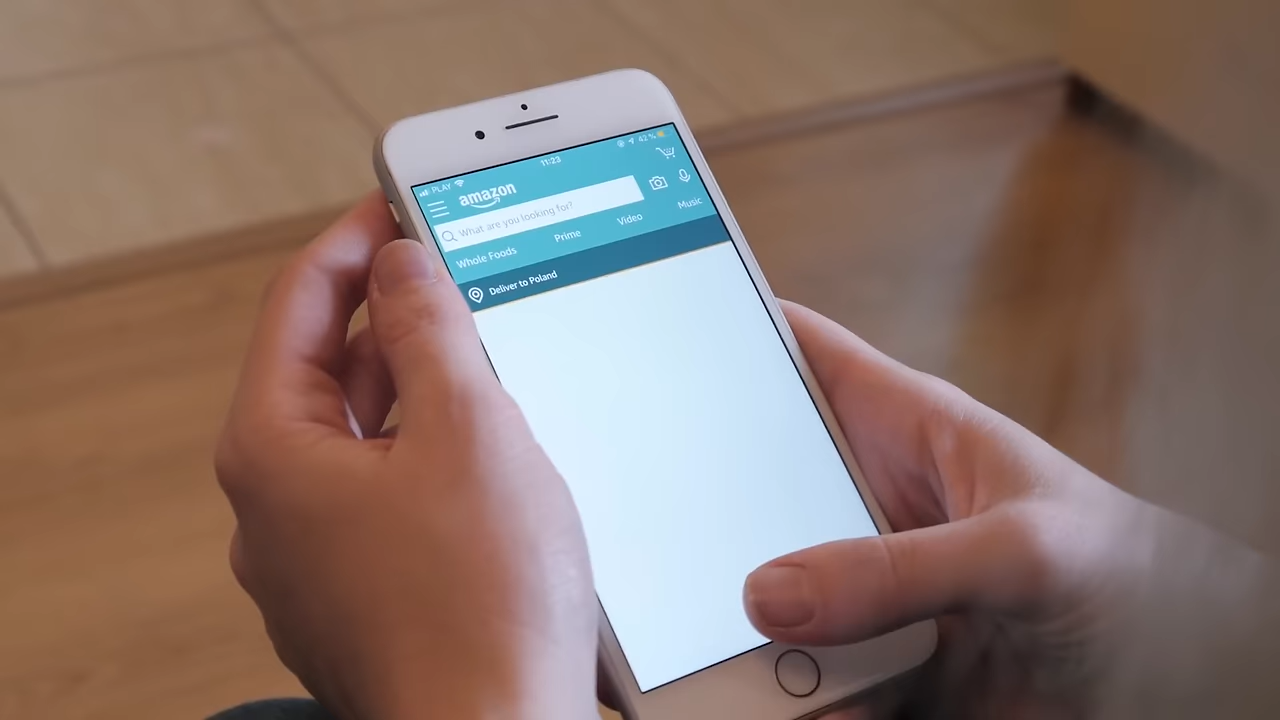 PLAY 11:23 42 %
amazon
What are you looking for?
Whole Foods Prime Video Music
Deliver to Poland